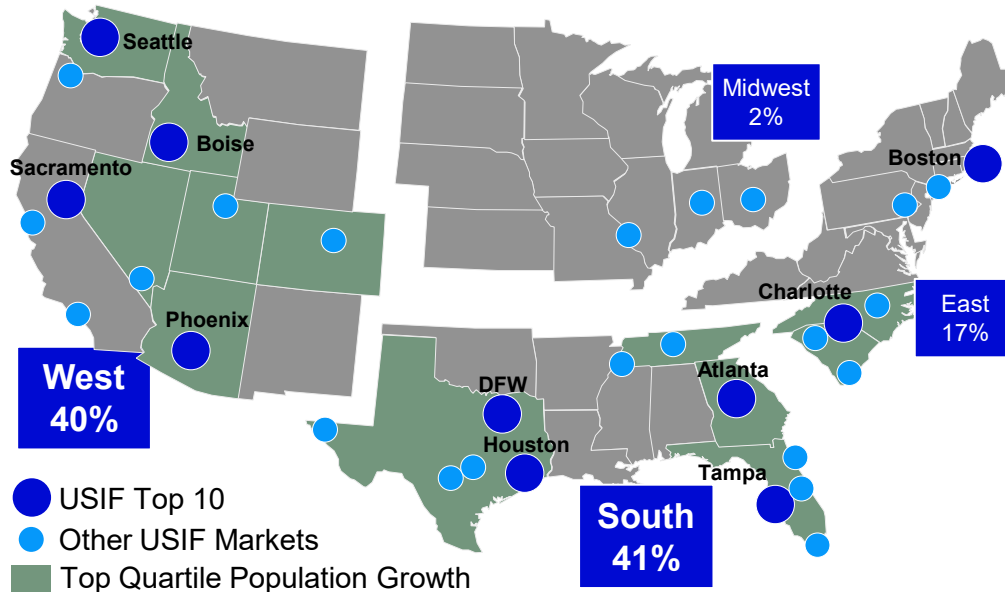 Seattle
Midwest
2%
Boise
Boston
Sacramento
Charlotte
East
17%
Phoenix
West
40%
DFW
Atlanta
Houston
Tampa
South
41%
USIF Top 10
Other USIF Markets
Top Quartile Population Growth